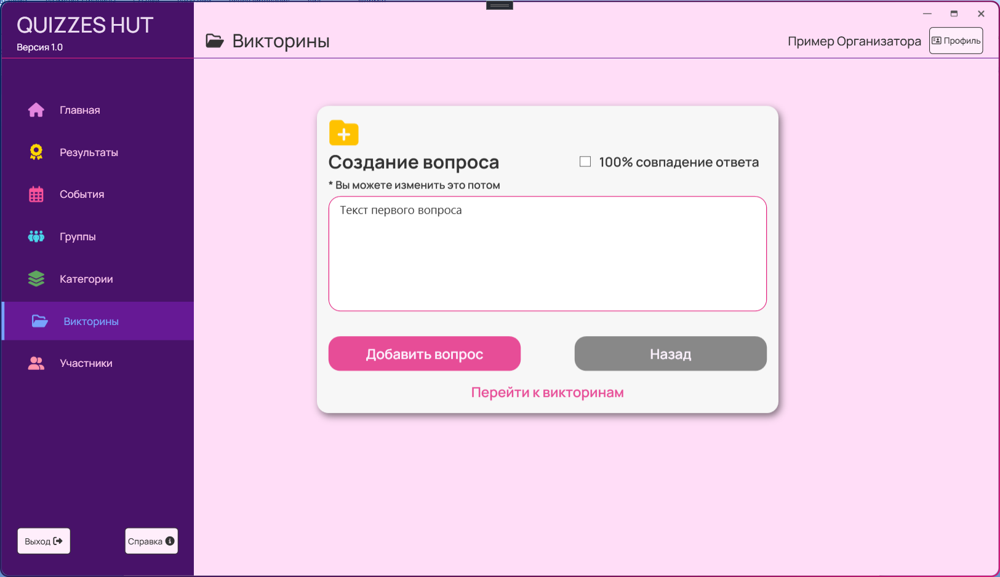 QUIZZES HUT
Версия 1.0
Викторины
Пример Организатора
Профиль
Главная
Результаты
События
Группы
Категории
Викторины
Участники
Выход
Справка
Создание вопроса
100% совпадение ответа
* Вы можете изменить это потом
Текст первого вопроса
Добавить вопрос
Назад
Перейти к викторинам